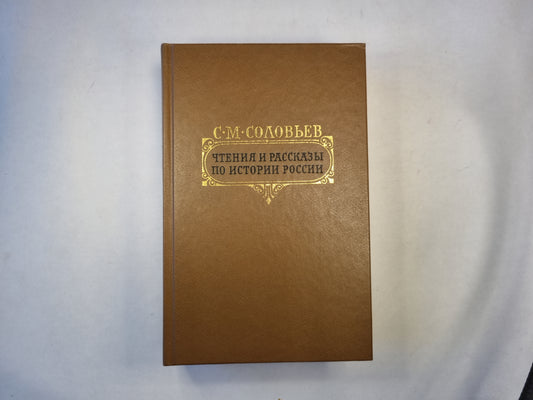 С·М·СОЛОВЬЕВ
ЧТЕНИЯ И РАССКАЗЫ
ПО ИСТОРИИ РОССИИ